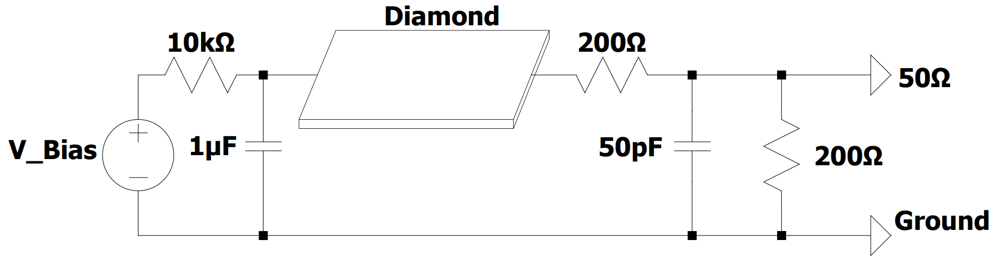 Diamond
10kΩ
200Ω
50Ω
V_Bias
1µF
50pF
200Ω
Ground